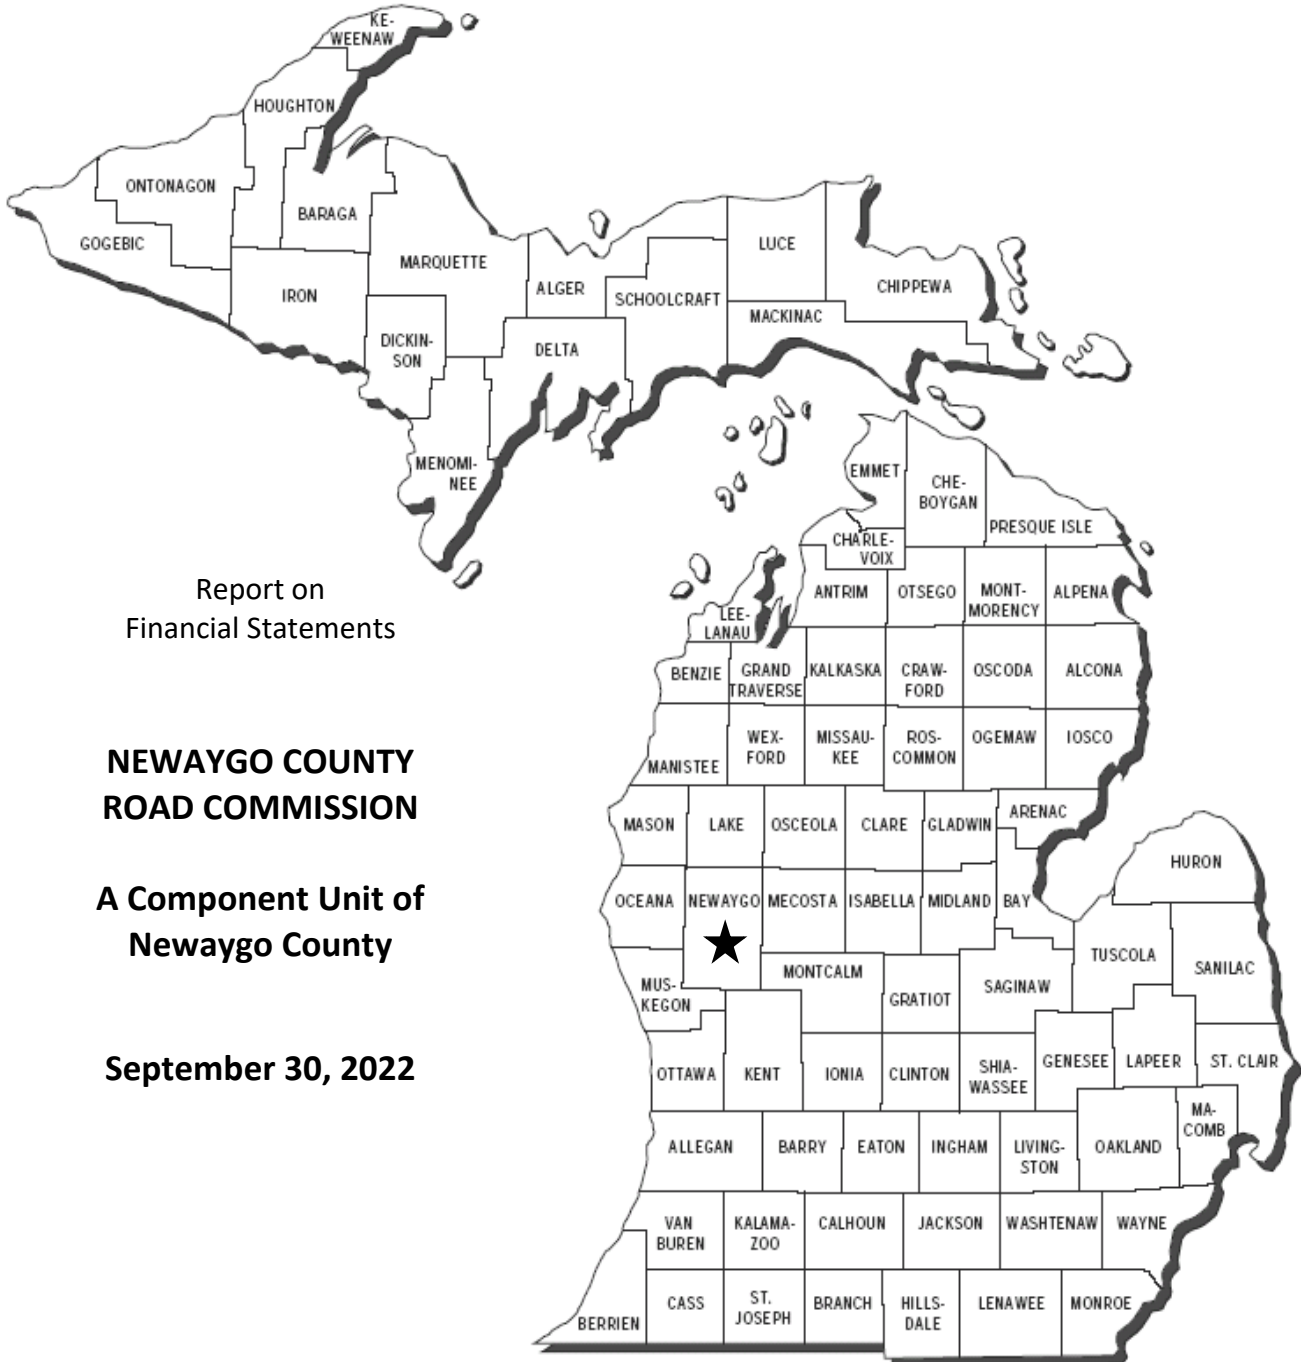 KE-
WEENAW
HOUGHTON
ONTONAGON
BARAGA
GOGEBIC
MARQUETTE
LUCE
ALGER
SCHOOLCRAFT
CHIPPEWA
IRON
MACKINAC
DICKIN-
SON
DELTA
MENOMI-
NEE
EMMET
CHE-
BOYGAN
PRESQUE ISLE
CHARLE-
VOIX
Report on
Financial Statements
ANTRIM
OTSEGO
MONT-
MORENCY
ALPENA
LEE-
LANAU
BENZIE
GRAND
TRAVERSE
KALKASKA
CRAW-
FORD
OSCODA
ALCONA
NEWAYGO COUNTY
ROAD COMMISSION
MANISTEE
WEX-
FORD
MISSAU-
KEE
ROS-
COMMON
OGEMAW
IOSCO
MASON
LAKE
OSCEOLA
CLARE
GLADWIN
ARENAC
HURON
A Component Unit of
Newaygo County
OCEANA
NEWAYGO
MECOSTA
ISABELLA
MIDLAND
BAY
TUSCOLA
SANILAC
MUS-
KEGON
MONTCALM
GRATIOT
SAGINAW
September 30, 2022
OTTAWA
KENT
IONIA
CLINTON
SHIA-
WASSEE
GENESEE
LAPEER
ST. CLAIR
MA-
COMB
ALLEGAN
BARRY
EATON
INGHAM
LIVING-
STON
OAKLAND
VAN
BUREN
KALAMA-
ZOO
CALHOUN
JACKSON
WASHTENAW
WAYNE
BERRIEN
CASS
ST.
JOSEPH
BRANCH
HILLS-
DALE
LENAWEE
MONROE